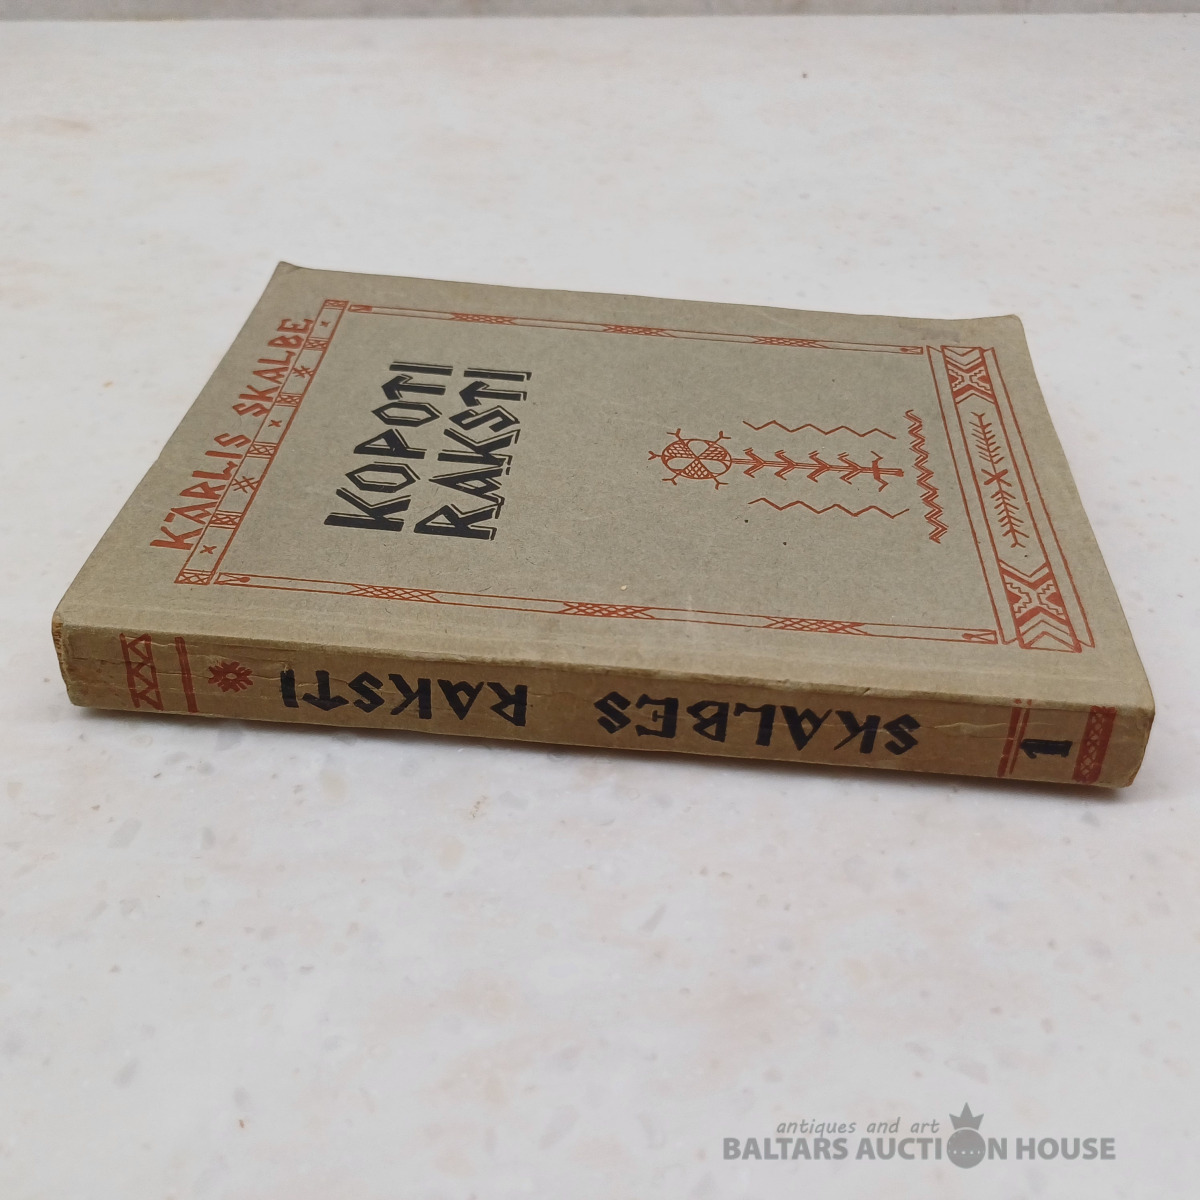 KĀRLIS SKALBE
KOPOTI
RAKSTI
SKALBES RAKSTI
1
antiques and art
BALTARS AUCTION HOUSE